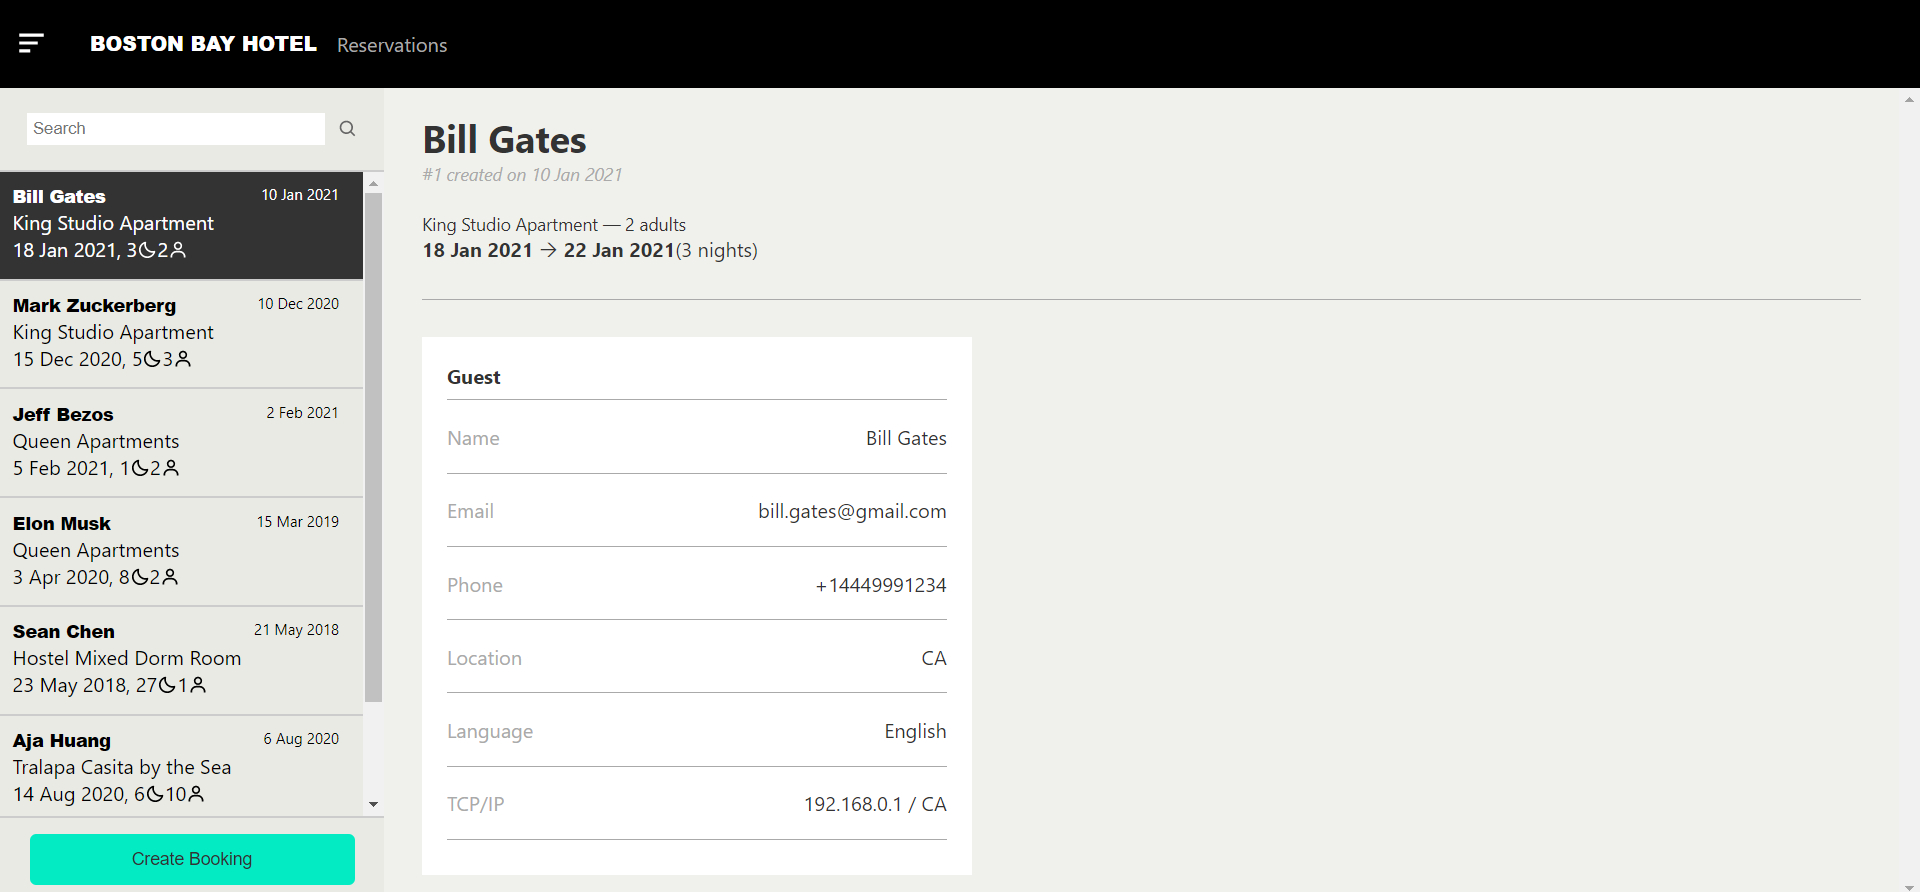 BOSTON BAY HOTEL Reservations
Search
Bill Gates 10 Jan 2021
King Studio Apartment
18 Jan 2021, 3 2
Mark Zuckerberg 10 Dec 2020
King Studio Apartment
15 Dec 2020, 5 3
Jeff Bezos 2 Feb 2021
Queen Apartments
5 Feb 2021, 1 2
Elon Musk 15 Mar 2019
Queen Apartments
3 Apr 2020, 8 2
Sean Chen 21 May 2018
Hostel Mixed Dorm Room
23 May 2018, 27 1
Aja Huang 6 Aug 2020
Tralapa Casita by the Sea
14 Aug 2020, 6 10
Create Booking
Bill Gates
#1 created on 10 Jan 2021
King Studio Apartment — 2 adults
18 Jan 2021 → 22 Jan 2021(3 nights)
Guest
Name Bill Gates
Email bill.gates@gmail.com
Phone +14449991234
Location CA
Language English
TCP/IP 192.168.0.1 / CA